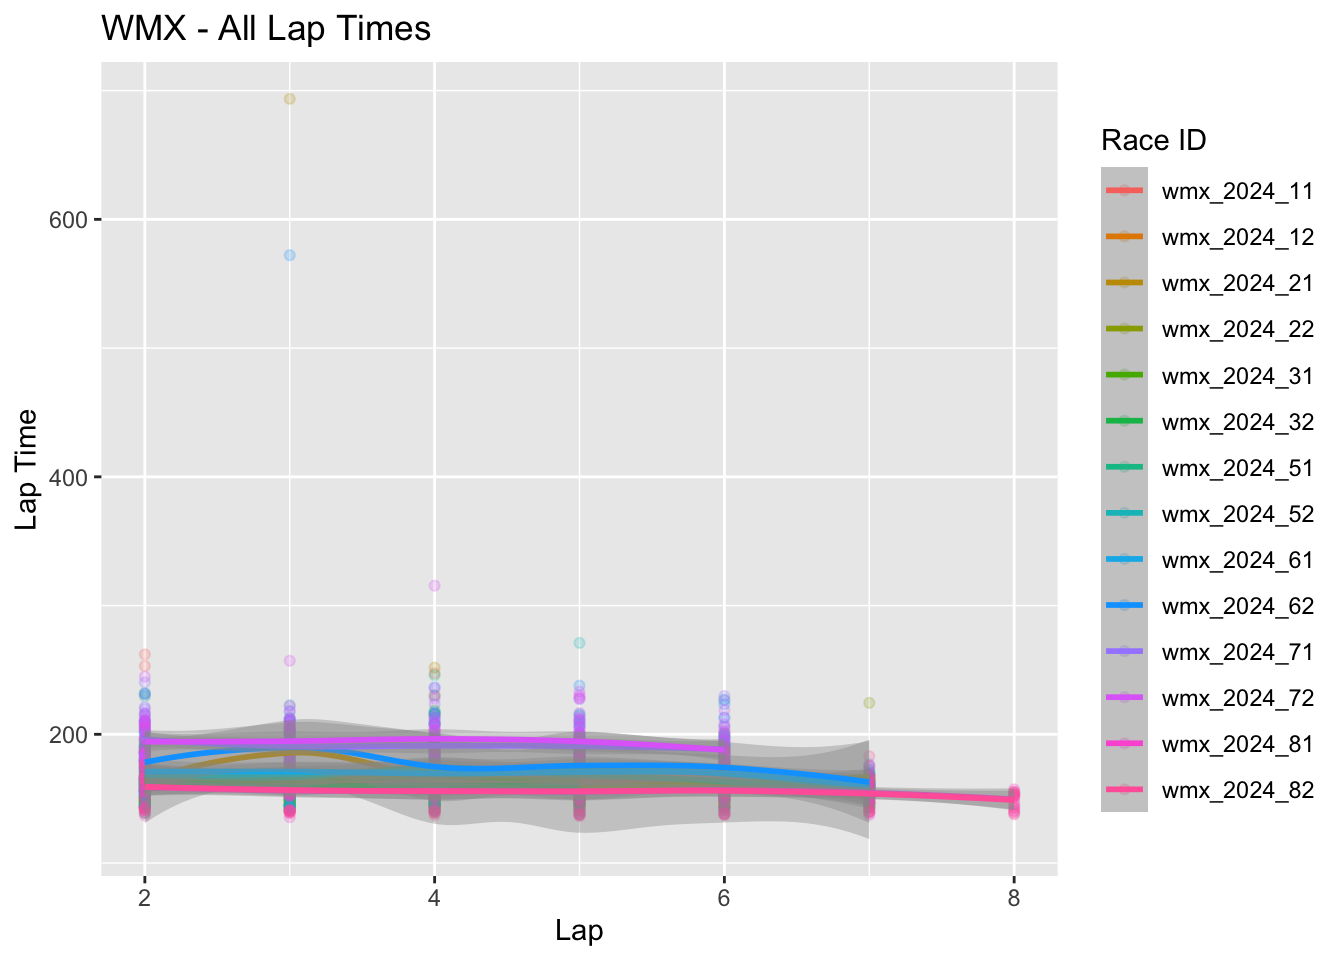 WMX - All Lap Times
600
400
200
Lap Time
2
4
6
8
Lap
Race ID
wmx_2024_11
wmx_2024_12
wmx_2024_21
wmx_2024_22
wmx_2024_31
wmx_2024_32
wmx_2024_51
wmx_2024_52
wmx_2024_61
wmx_2024_62
wmx_2024_71
wmx_2024_72
wmx_2024_81
wmx_2024_82